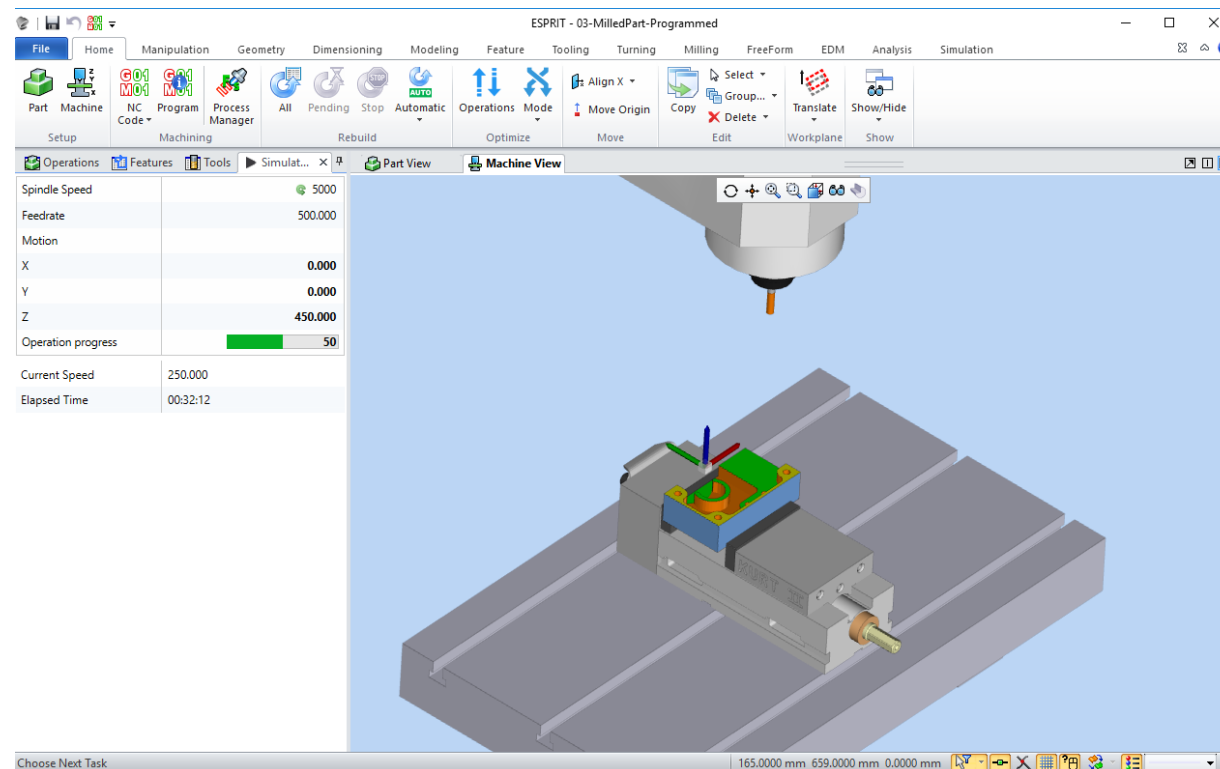 ESPRIT - 03-MilledPart-Programmed
File Home Manipulation Geometry Dimensioning Modeling Feature Tooling Turning Milling FreeForm EDM Analysis Simulation
Part Machine NC Code Program Process Manager All Pending Stop Automatic Operations Mode Align X Move Origin Copy Select Group... Delete Translate Show/Hide
Setup Machining Rebuild Optimize Move Edit Workplane Show
Operations Features Tools Simulat... Part View Machine View
Spindle Speed 5000
Feedrate 500.000
Motion
X 0.000
Y 0.000
Z 450.000
Operation progress 50
Current Speed 250.000
Elapsed Time 00:32:12
KURT II
Choose Next Task 165.0000 mm 659.0000 mm 0.0000 mm